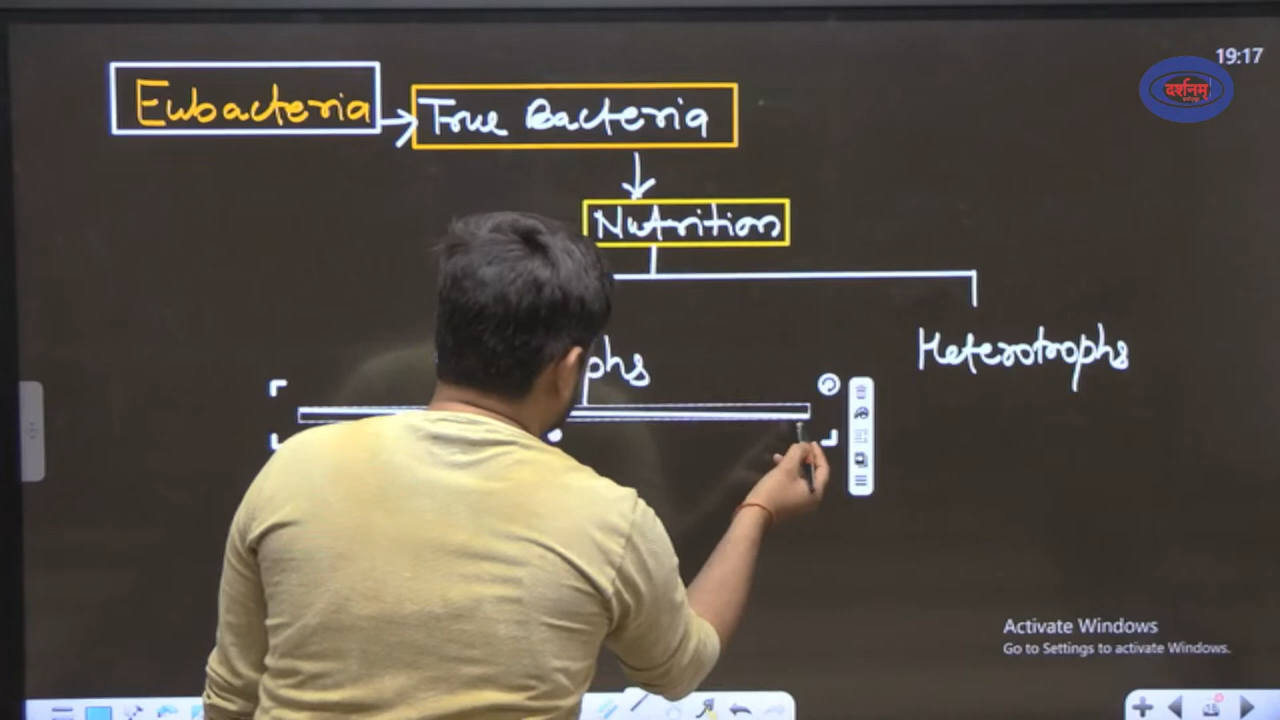 19:17
दर्शनम्
Eubacteria
True Bacteria
Nutrition
phs
Heterotrophs
Activate Windows
Go to Settings to activate Windows.